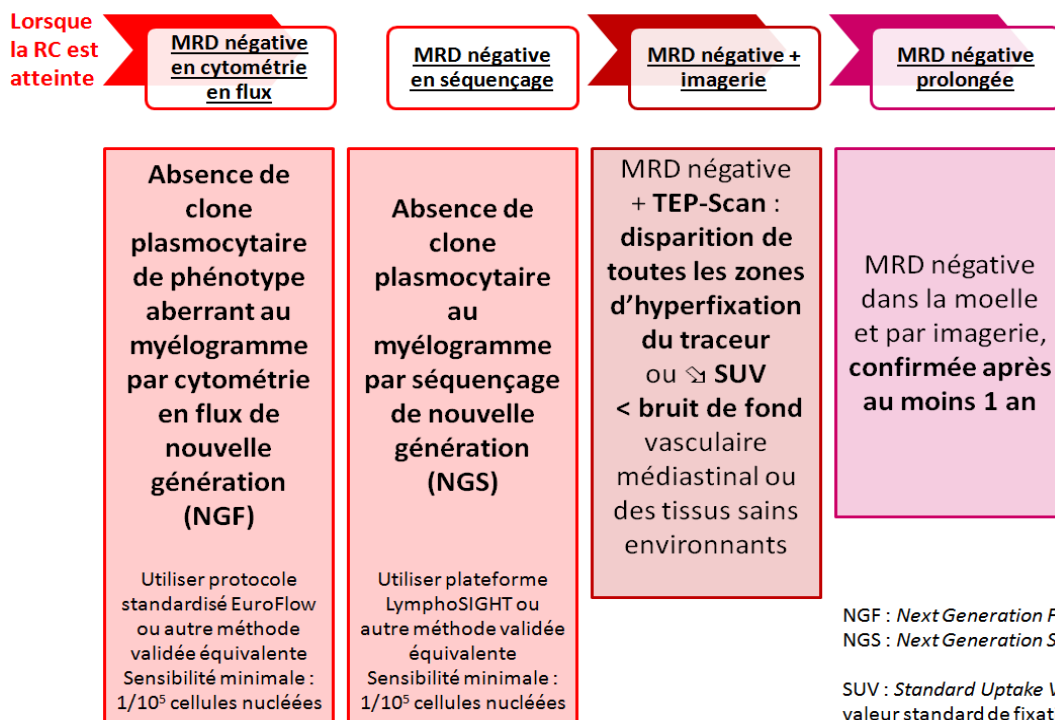 Lorsque
la RC est
atteinte
MRD négative
en cytométrie
en flux
MRD négative
en séquençage
MRD négative +
imagerie
MRD négative
prolongée
Absence de
clone
plasmocytaire
de phénotype
aberrant au
myélogramme
par cytométrie
en flux de
nouvelle
génération
(NGF)
Utiliser protocole
standardisé EuroFlow
ou autre méthode
validée équivalente
Sensibilité minimale :
1/10⁵ cellules nucléées
Absence de
clone
plasmocytaire
au
myélogramme
par séquençage
de nouvelle
génération
(NGS)
Utiliser plateforme
LymphoSIGHT ou
autre méthode validée
équivalente
Sensibilité minimale :
1/10⁵ cellules nucléées
MRD négative
+ TEP-Scan :
disparition de
toutes les zones
d’hyperfixation
du traceur
ou ⇘ SUV
< bruit de fond
vasculaire
médiastinal ou
des tissus sains
environnants
MRD négative
dans la moelle
et par imagerie,
confirmée après
au moins 1 an
NGF : Next Generation F
NGS : Next Generation S
SUV : Standard Uptake V
valeur standard de fixat